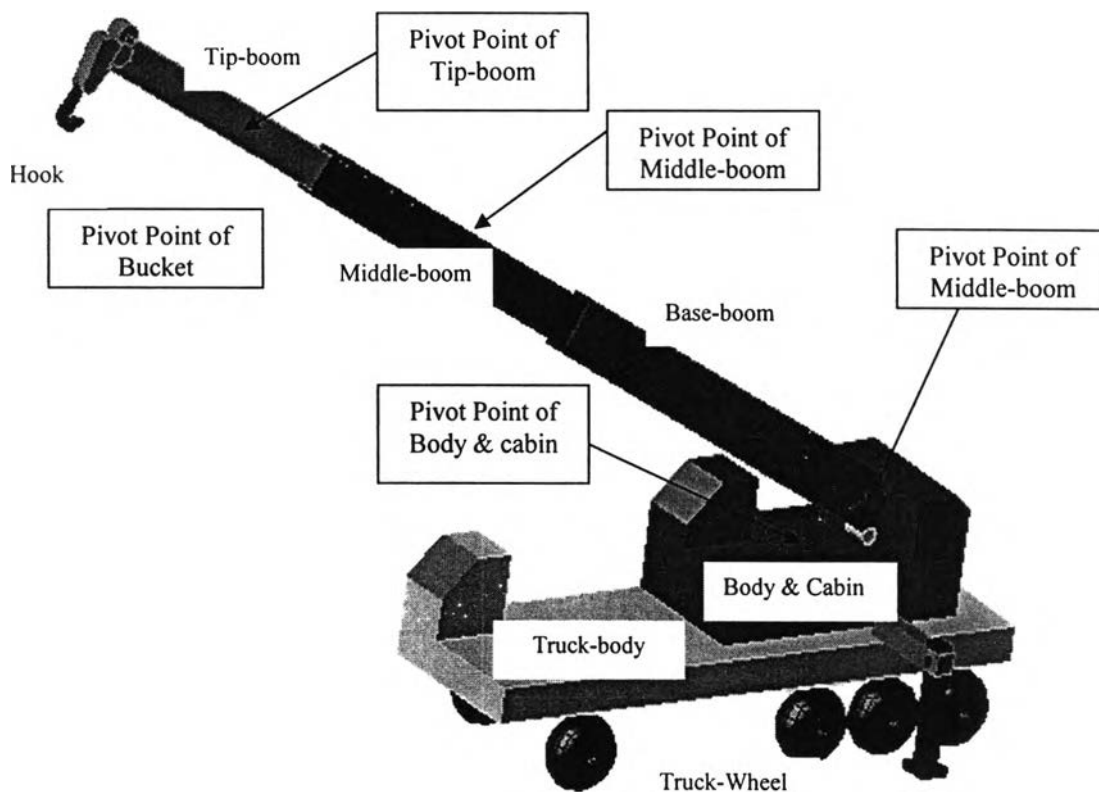 Tip-boom
Pivot Point of
Tip-boom
Pivot Point of
Middle-boom
Hook
Pivot Point of
Bucket
Middle-boom
Pivot Point of
Middle-boom
Base-boom
Pivot Point of
Body & cabin
Body & Cabin
Truck-body
Truck-Wheel